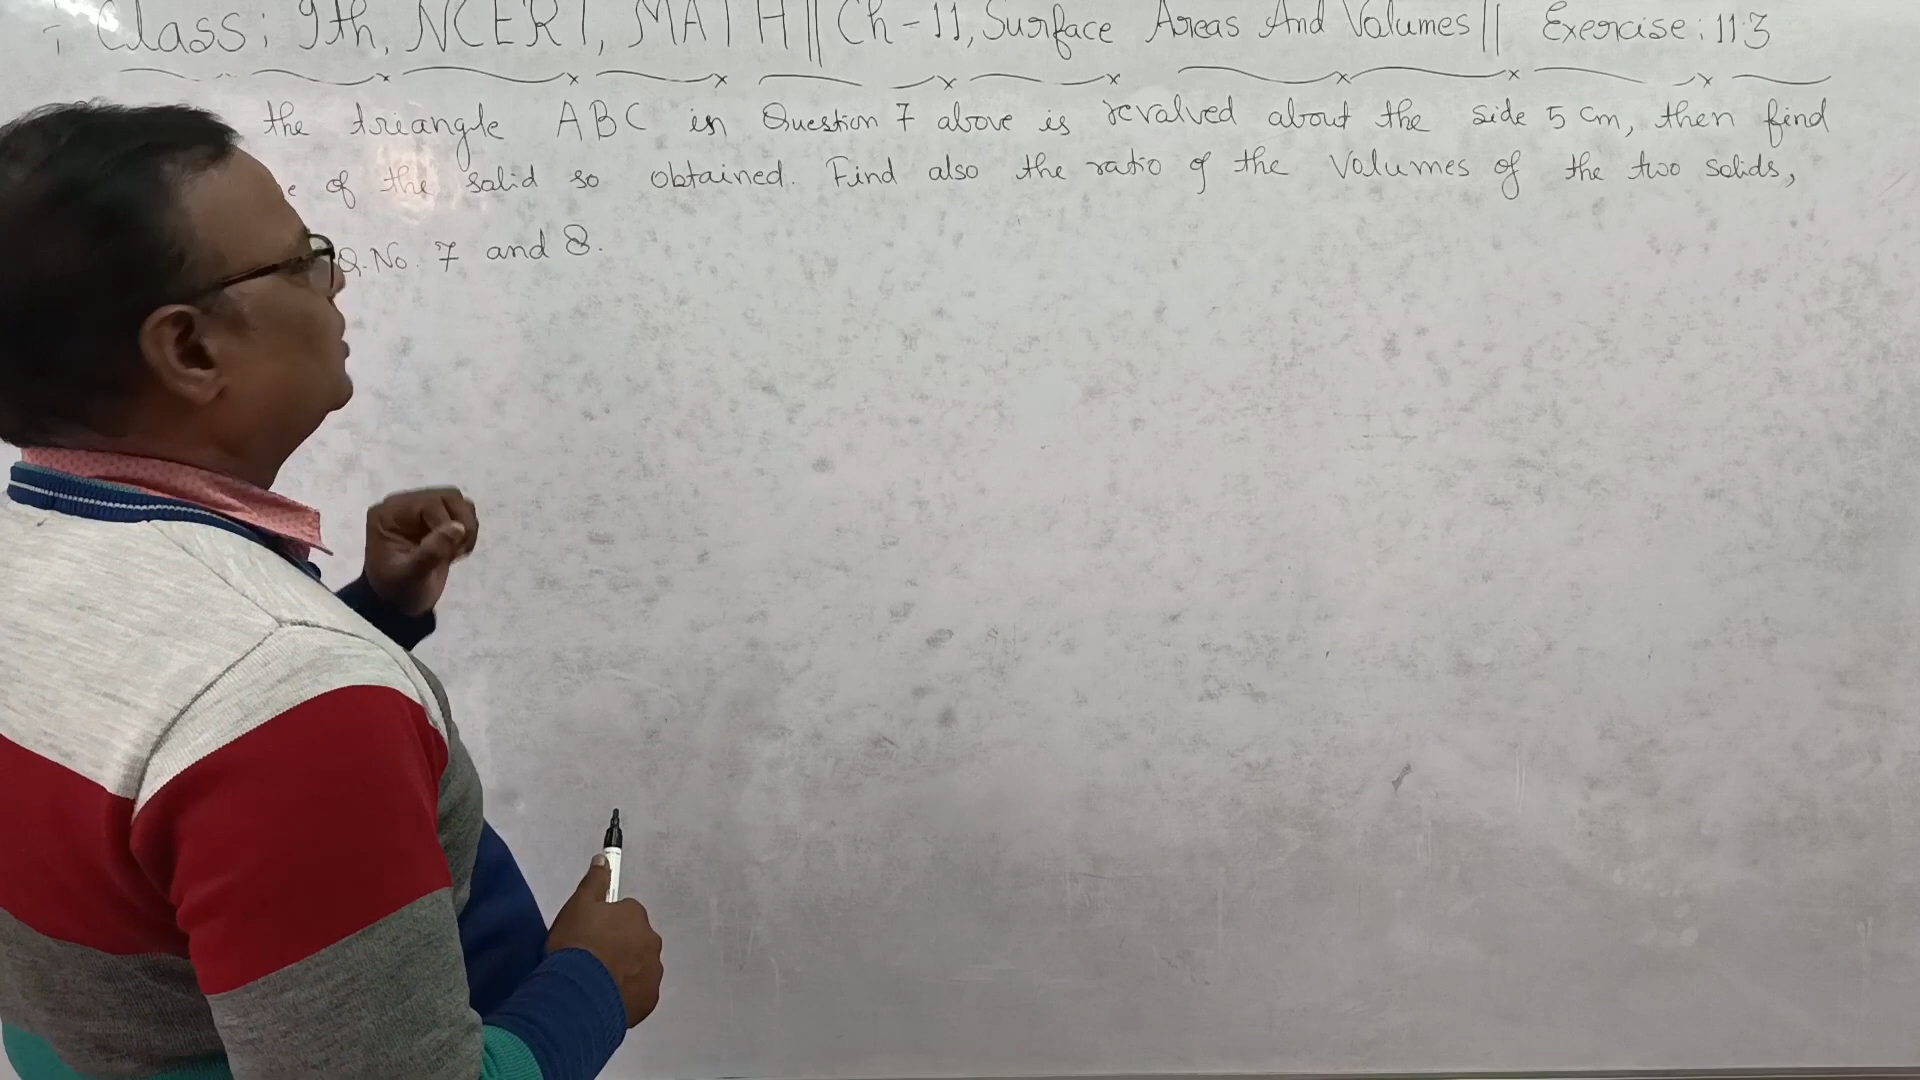 Class: 9th, NCERT, MATH || Ch-11, Surface Areas And Volumes || Exercise: 11.3
the triangle ABC in Question 7 above is revalved about the side 5 cm, then find
e of the salid so obtained. Find also the ratio of the Volumes of the two solids,
Q.No. 7 and 8.